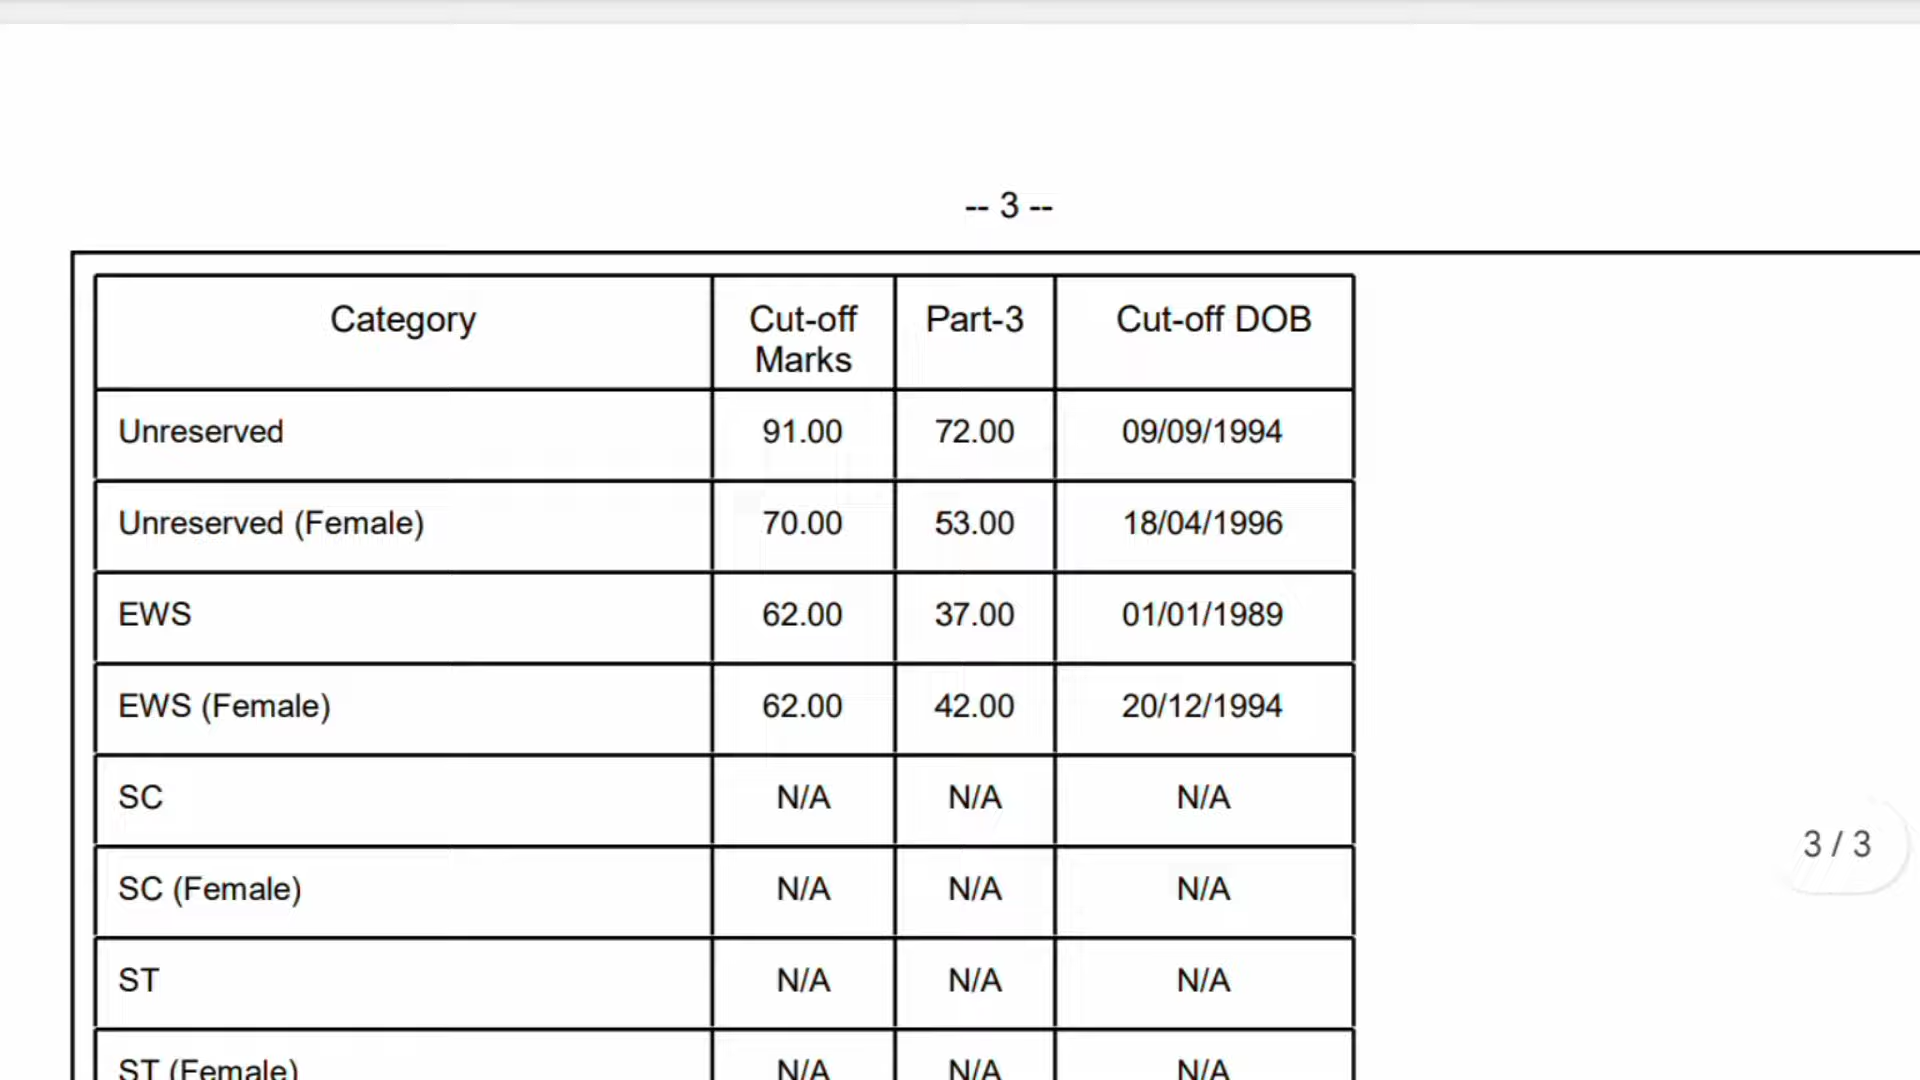 -- 3 --
Category Cut-off Marks Part-3 Cut-off DOB
Unreserved 91.00 72.00 09/09/1994
Unreserved (Female) 70.00 53.00 18/04/1996
EWS 62.00 37.00 01/01/1989
EWS (Female) 62.00 42.00 20/12/1994
SC N/A N/A N/A
SC (Female) N/A N/A N/A
3 / 3
ST N/A N/A N/A
ST (Female) N/A N/A N/A